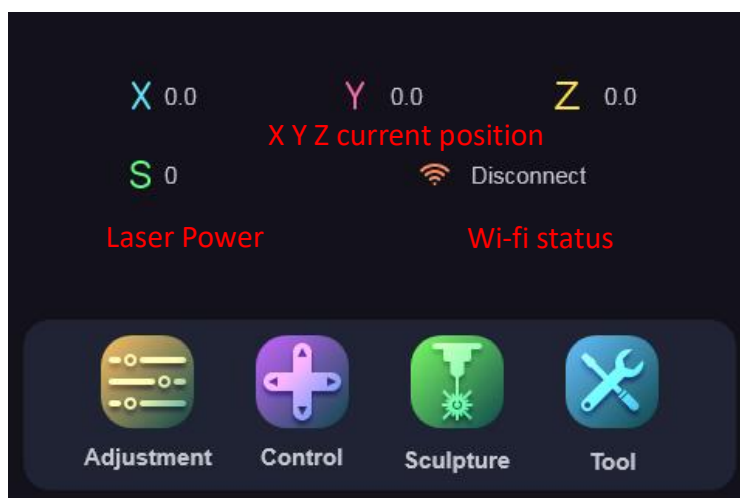 X 0.0 Y 0.0 Z 0.0
X Y Z current position
S 0 Disconnect
Laser Power Wi-fi status
Adjustment Control Sculpture Tool